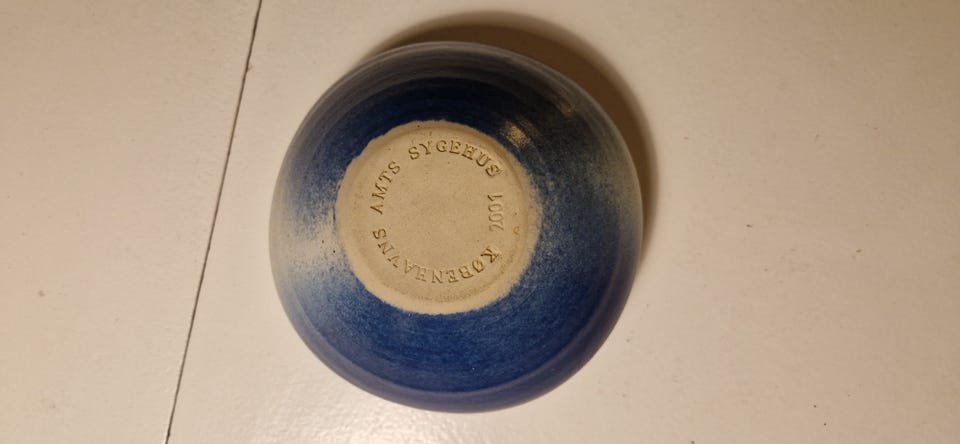 KØBENHAVNS AMTS SYGEHUS
2001